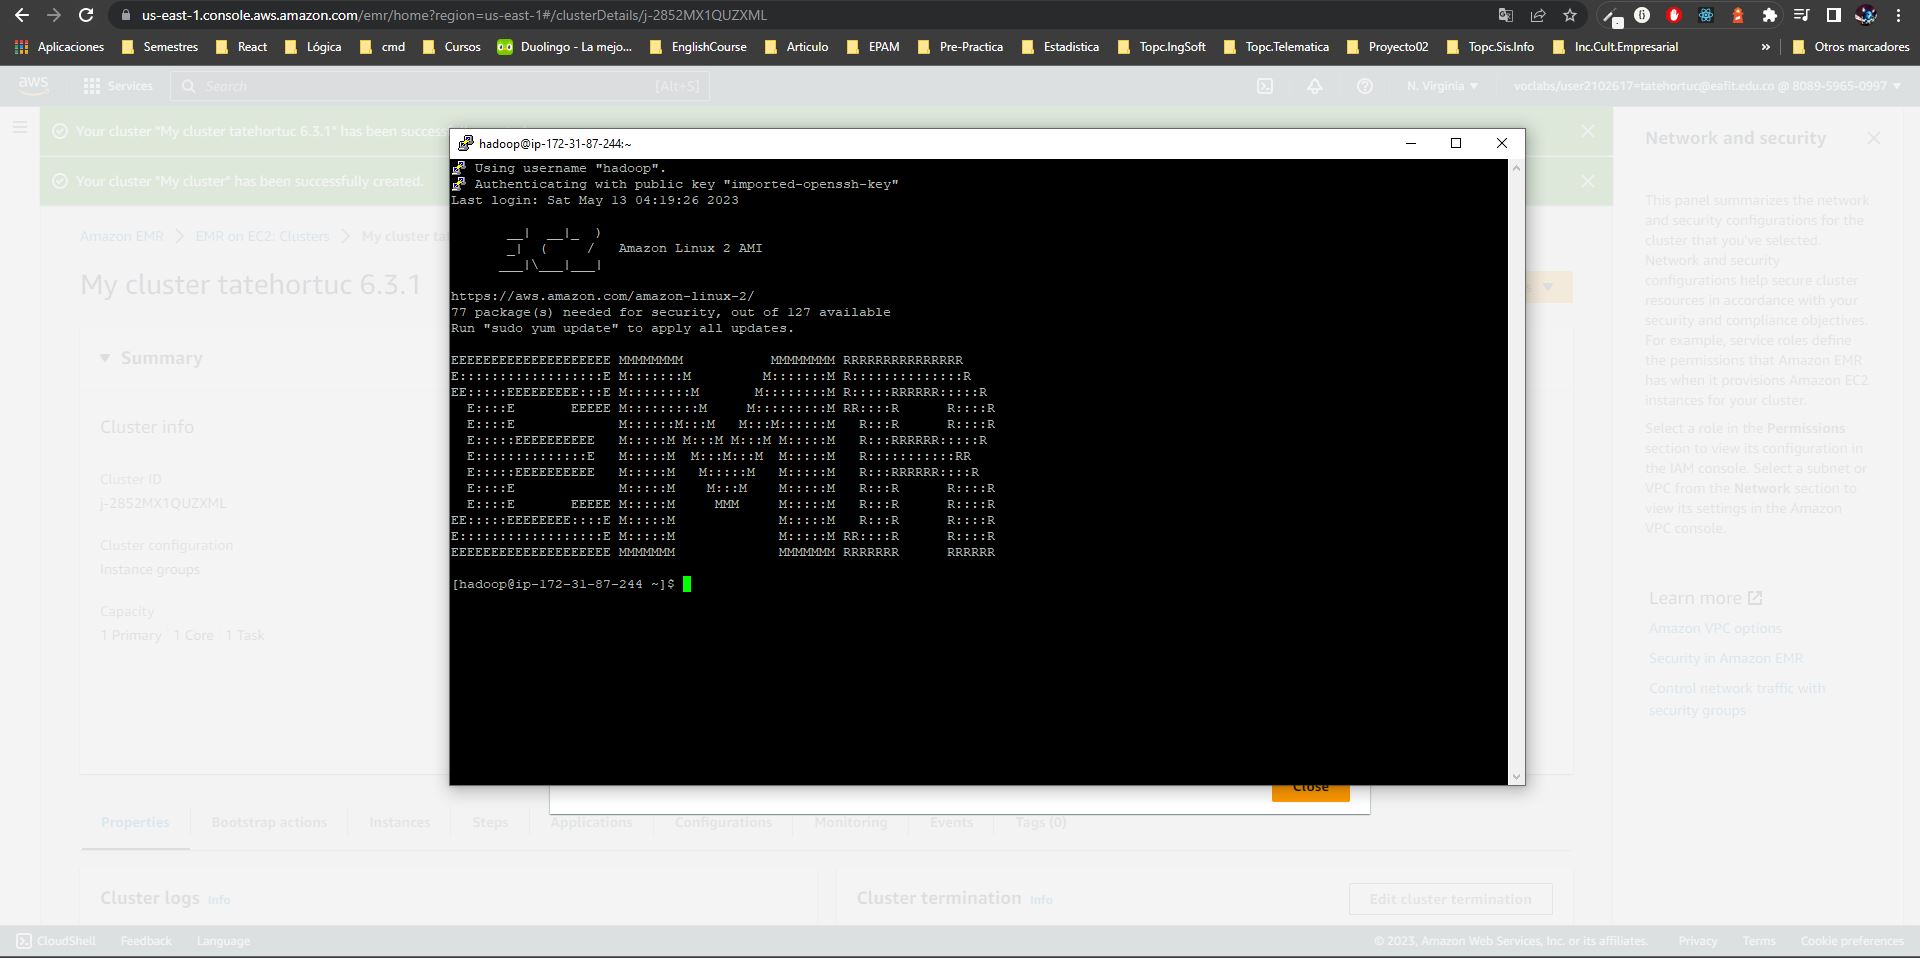 us-east-1.console.aws.amazon.com/emr/home?region=us-east-1#/clusterDetails/j-2852MX1QUZXML
Aplicaciones Semestres React Lógica cmd Cursos Duolingo - La mejo... EnglishCourse Articulo EPAM Pre-Practica Estadistica Topc.IngSoft Topc.Telematica Proyecto02 Topc.Sis.Info Inc.Cult.Empresarial » Otros marcadores
aws Services Search [Alt+S] N. Virginia voclabs/user2102617=tatehortuc@eafit.edu.co @ 8089-5965-0997
Your cluster "My cluster tatehortuc 6.3.1" has been success
Your cluster "My cluster" has been successfully created.
Amazon EMR EMR on EC2: Clusters My cluster tat
My cluster tatehortuc 6.3.1
Summary
Cluster info
Cluster ID
j-2852MX1QUZXML
Cluster configuration
Instance groups
Capacity
1 Primary 1 Core 1 Task
hadoop@ip-172-31-87-244:~
Using username "hadoop".
Authenticating with public key "imported-openssh-key"
Last login: Sat May 13 04:19:26 2023
       __|  __|_  )
       _|  (     /   Amazon Linux 2 AMI
      ___|\___|___|
https://aws.amazon.com/amazon-linux-2/
77 package(s) needed for security, out of 127 available
Run "sudo yum update" to apply all updates.
EEEEEEEEEEEEEEEEEEEE MMMMMMMM           MMMMMMMM RRRRRRRRRRRRRRR
E::::::::::::::::::E M:::::::M         M:::::::M R::::::::::::::R
EE:::::EEEEEEEEE:::E M::::::::M       M::::::::M R:::::RRRRRR:::::R
  E::::E       EEEEE M:::::::::M     M:::::::::M RR::::R      R::::R
  E::::E             M::::::M:::M   M:::M::::::M   R:::R      R::::R
  E:::::EEEEEEEEEE   M:::::M M:::M M:::M M:::::M   R:::RRRRRR:::::R
  E::::::::::::::E   M:::::M  M:::M:::M  M:::::M   R:::::::::::RR
  E:::::EEEEEEEEEE   M:::::M   M:::::M   M:::::M   R:::RRRRRR::::R
  E::::E             M:::::M    M:::M    M:::::M   R:::R      R::::R
  E::::E       EEEEE M:::::M     MMM     M:::::M   R:::R      R::::R
EE:::::EEEEEEEE::::E M:::::M             M:::::M   R:::R      R::::R
E::::::::::::::::::E M:::::M             M:::::M RR::::R      R::::R
EEEEEEEEEEEEEEEEEEEE MMMMMMM             MMMMMMM RRRRRRR      RRRRRR
[hadoop@ip-172-31-87-244 ~]$
Close
Properties Bootstrap actions Instances Steps Applications Configurations Monitoring Events Tags (0)
Cluster logs Info
Cluster termination Info Edit cluster termination
Network and security
This panel summarizes the network
and security configurations for the
cluster that you've selected.
Network and security
configurations help secure cluster
resources in accordance with your
security and compliance objectives.
For example, service roles define
the permissions that Amazon EMR
has when it provisions Amazon EC2
instances for your cluster.
Select a role in the Permissions
section to view its configuration in
the IAM console. Select a subnet or
VPC from the Network section to
view its settings in the Amazon
VPC console.
Learn more
Amazon VPC options
Security in Amazon EMR
Control network traffic with
security groups
CloudShell Feedback Language © 2023, Amazon Web Services, Inc. or its affiliates. Privacy Terms Cookie preferences